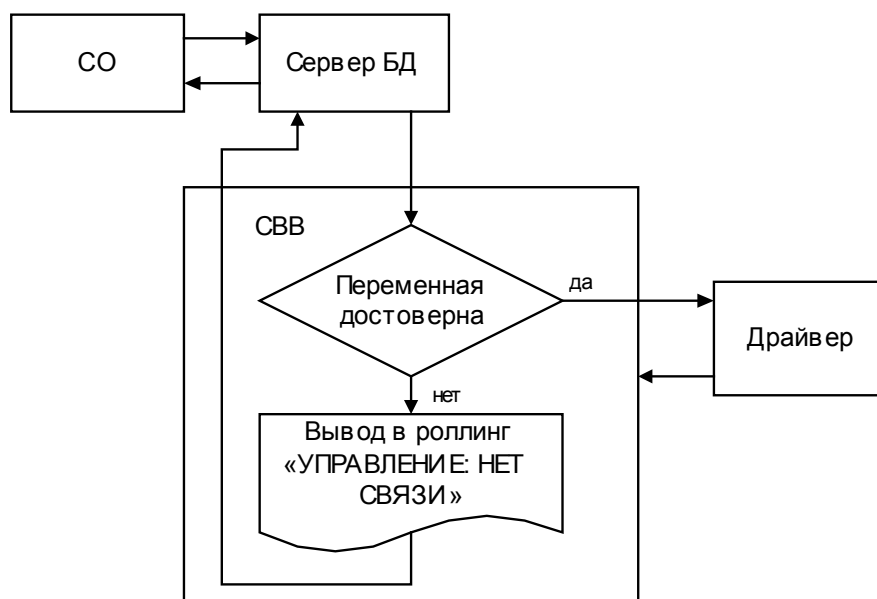 СО
Сервер БД
СВВ
Переменная
достоверна
да
Драйвер
нет
Вывод в роллинг
«УПРАВЛЕНИЕ: НЕТ
СВЯЗИ»